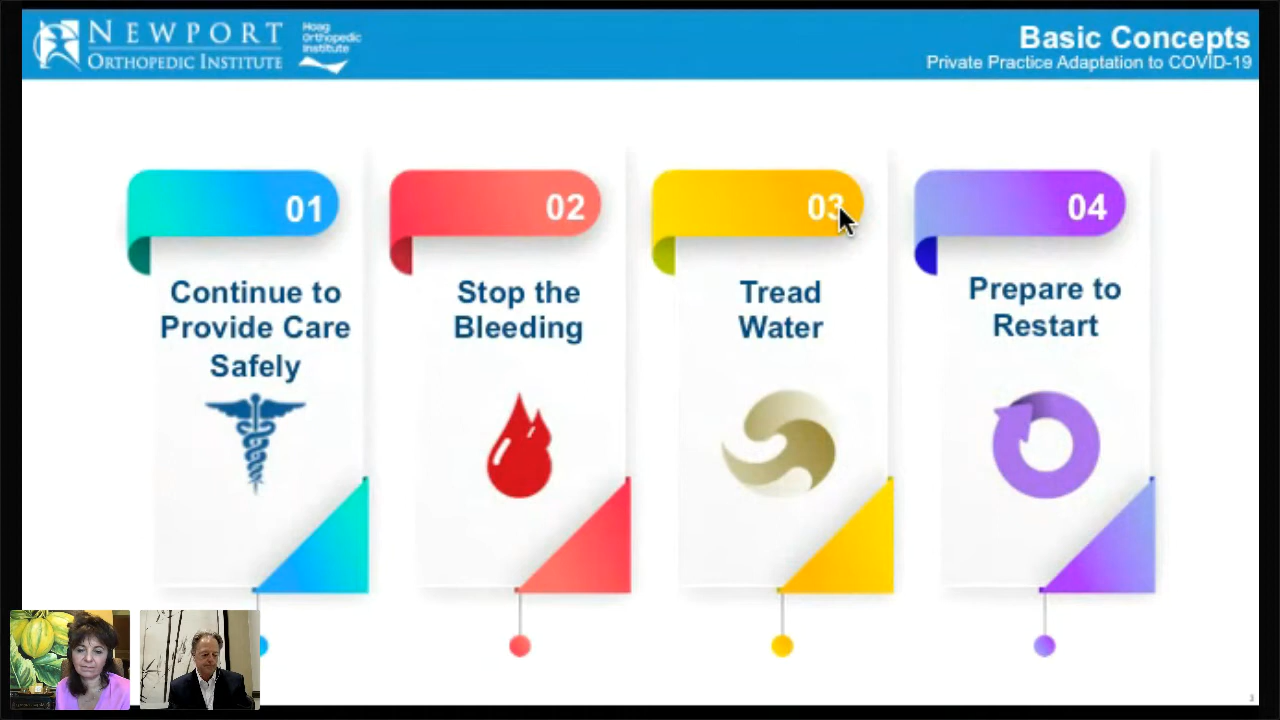 NEWPORT
ORTHOPEDIC INSTITUTE
Hoag
Orthopedic
Institute
Basic Concepts
Private Practice Adaptation to COVID-19
01
Continue to
Provide Care
Safely
02
Stop the
Bleeding
03
Tread
Water
04
Prepare to
Restart
3